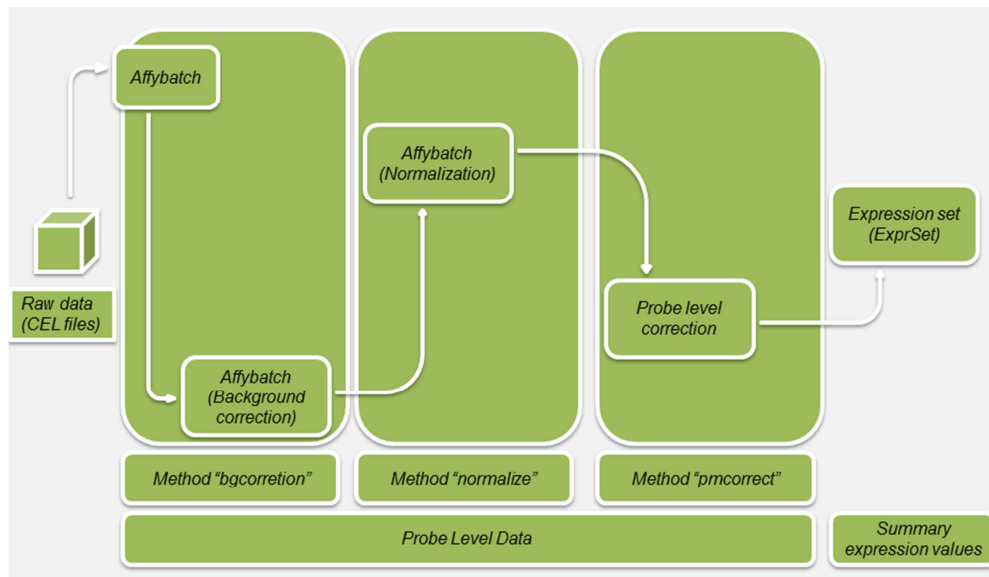 Affybatch
Affybatch
(Normalization)
Expression set
(ExprSet)
Raw data
(CEL files)
Probe level
correction
Affybatch
(Background
correction)
Method “bgcorretion”
Method “normalize”
Method “pmcorrect”
Probe Level Data
Summary
expression values